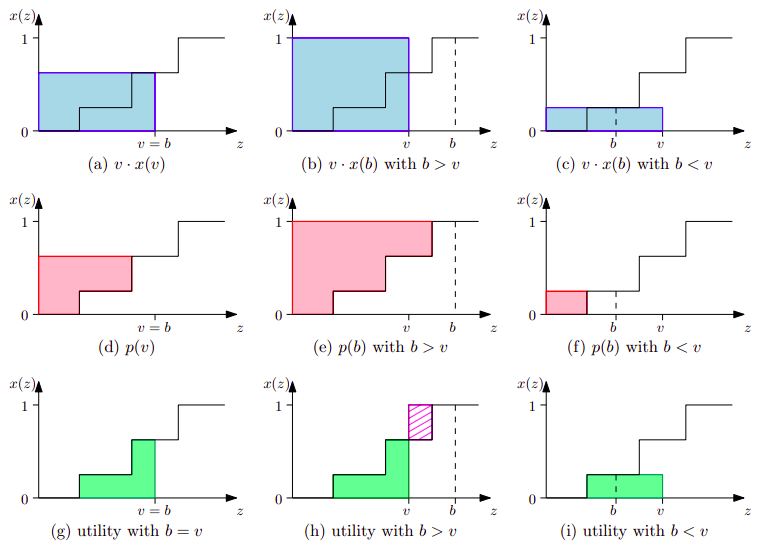 x(z) x(z) x(z)
1 1 1
0 0 0
v = b z v b z b v z
(a) v · x(v) (b) v · x(b) with b > v (c) v · x(b) with b < v
x(z) x(z) x(z)
1 1 1
0 0 0
v = b z v b z b v z
(d) p(v) (e) p(b) with b > v (f) p(b) with b < v
x(z) x(z) x(z)
1 1 1
0 0 0
v = b z v b z b v z
(g) utility with b = v (h) utility with b > v (i) utility with b < v